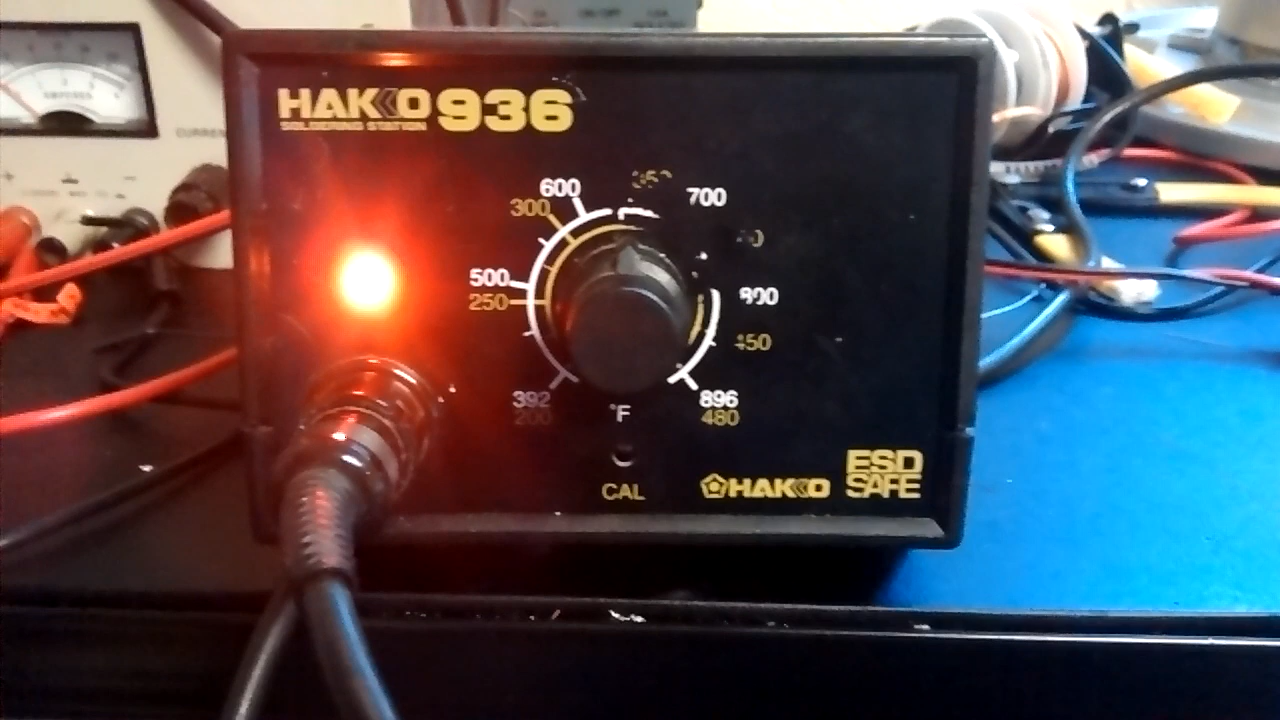 AMPERES
HAKKO 936
SOLDERING STATION
600
700
300
500
800
250
450
392
896
200
°F
480
CAL
HAKKO
ESD
SAFE